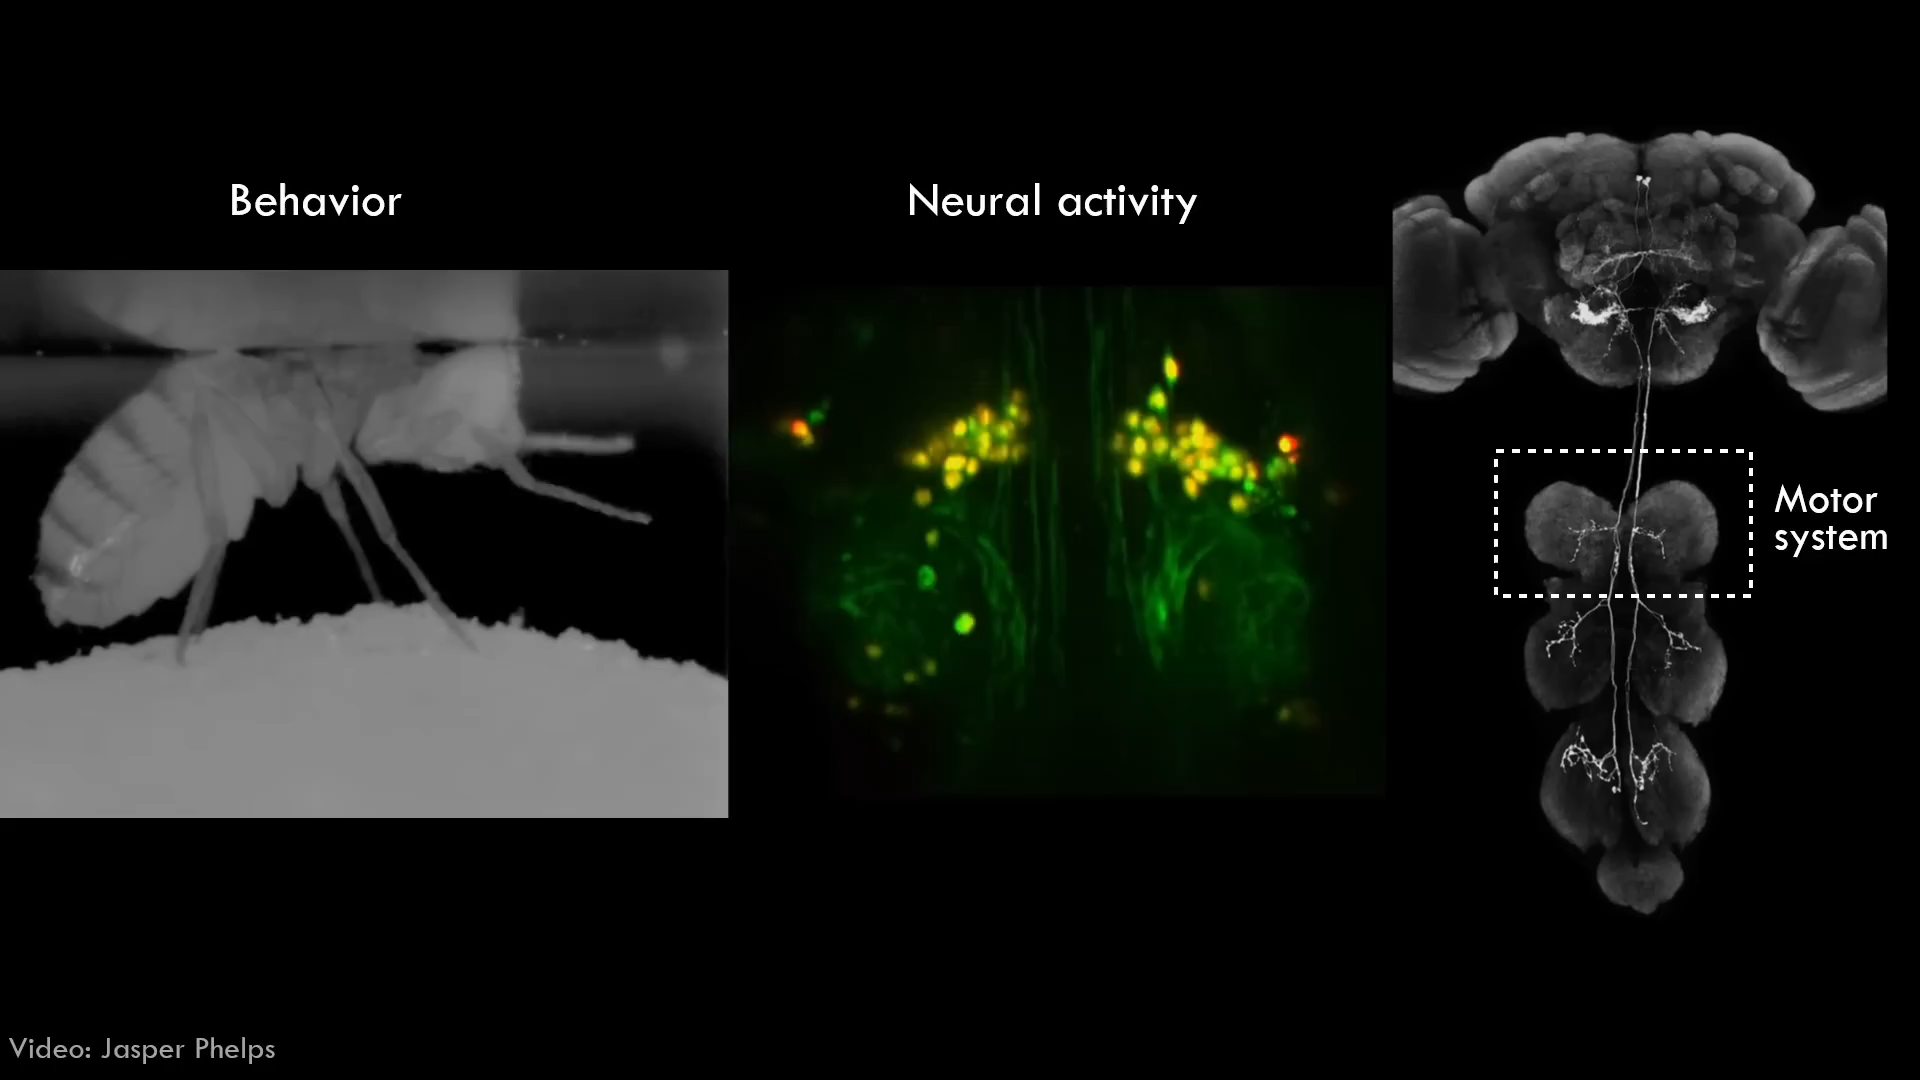 Behavior
Neural activity
Motor
system
Video: Jasper Phelps